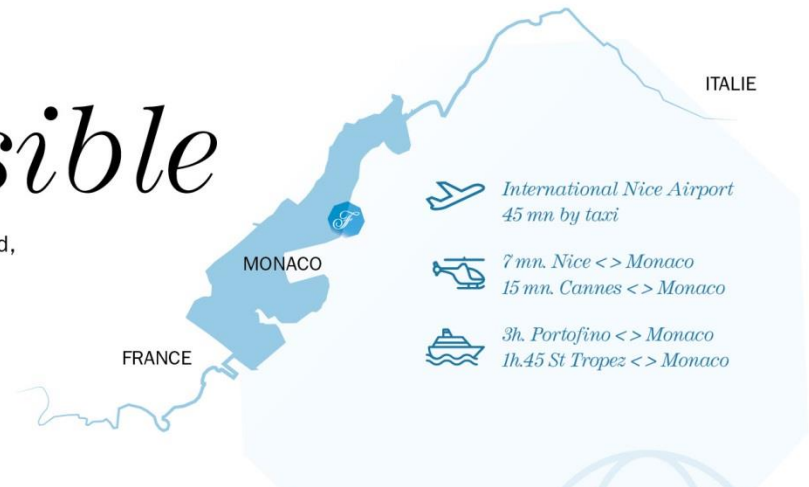 ITALIE
sible
International Nice Airport
45 mn by taxi
d,
MONACO
7 mn. Nice < > Monaco
15 mn. Cannes < > Monaco
3h. Portofino < > Monaco
1h.45 St Tropez < > Monaco
FRANCE
F